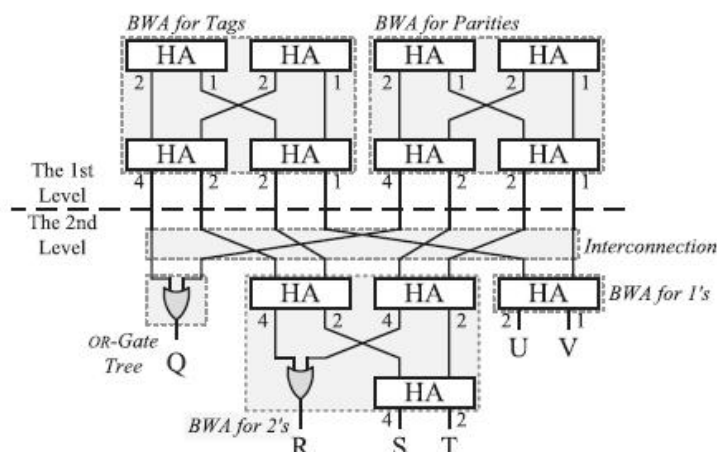 BWA for Tags
BWA for Parities
HA HA HA HA
2 1 2 1 2 1 2 1
HA HA HA HA
4 2 2 1 4 2 2 1
The 1st
Level
The 2nd
Level
Interconnection
HA HA HA
BWA for 1's
4 2 4 2 2 1
U V
OR-Gate
Tree
Q
HA
BWA for 2's
4 2
R S T